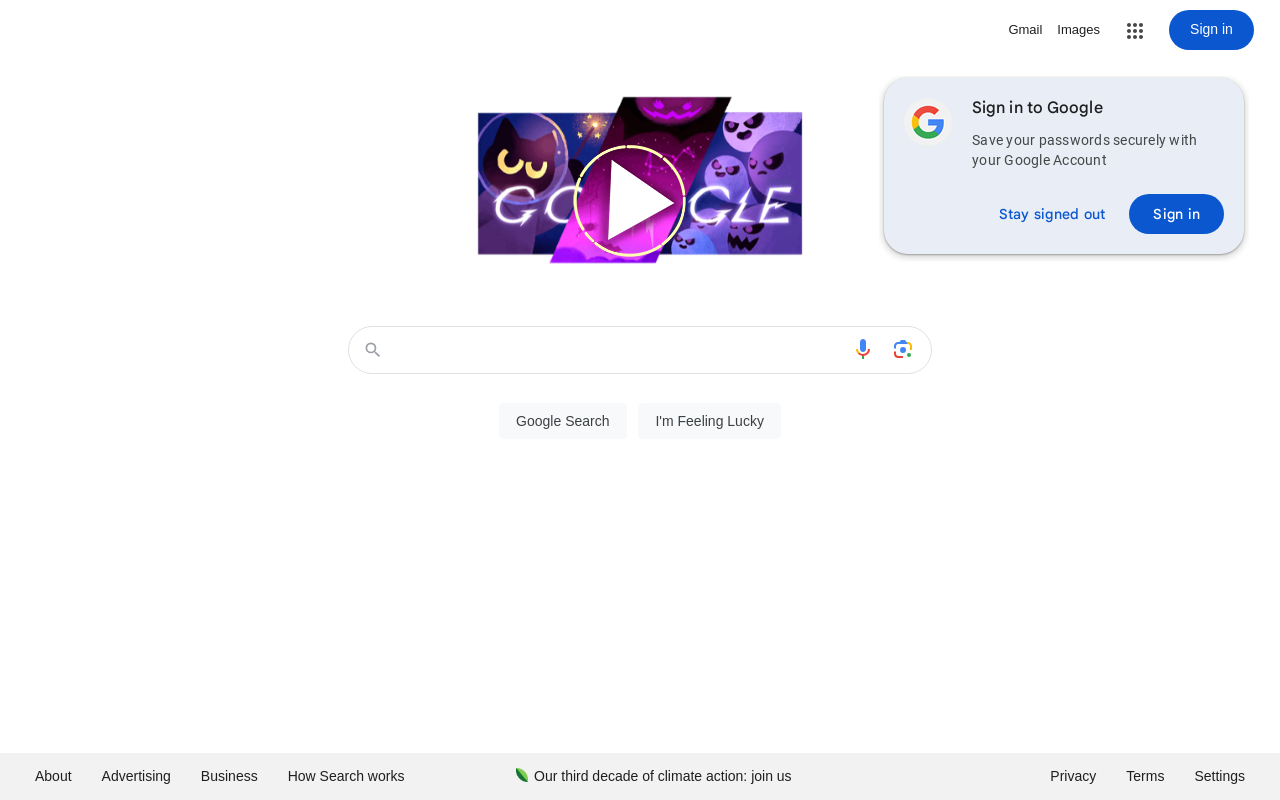 Gmail Images Sign in
Sign in to Google
Save your passwords securely with
your Google Account
Stay signed out Sign in
GOOGLE
Google Search I'm Feeling Lucky
About Advertising Business How Search works Our third decade of climate action: join us Privacy Terms Settings